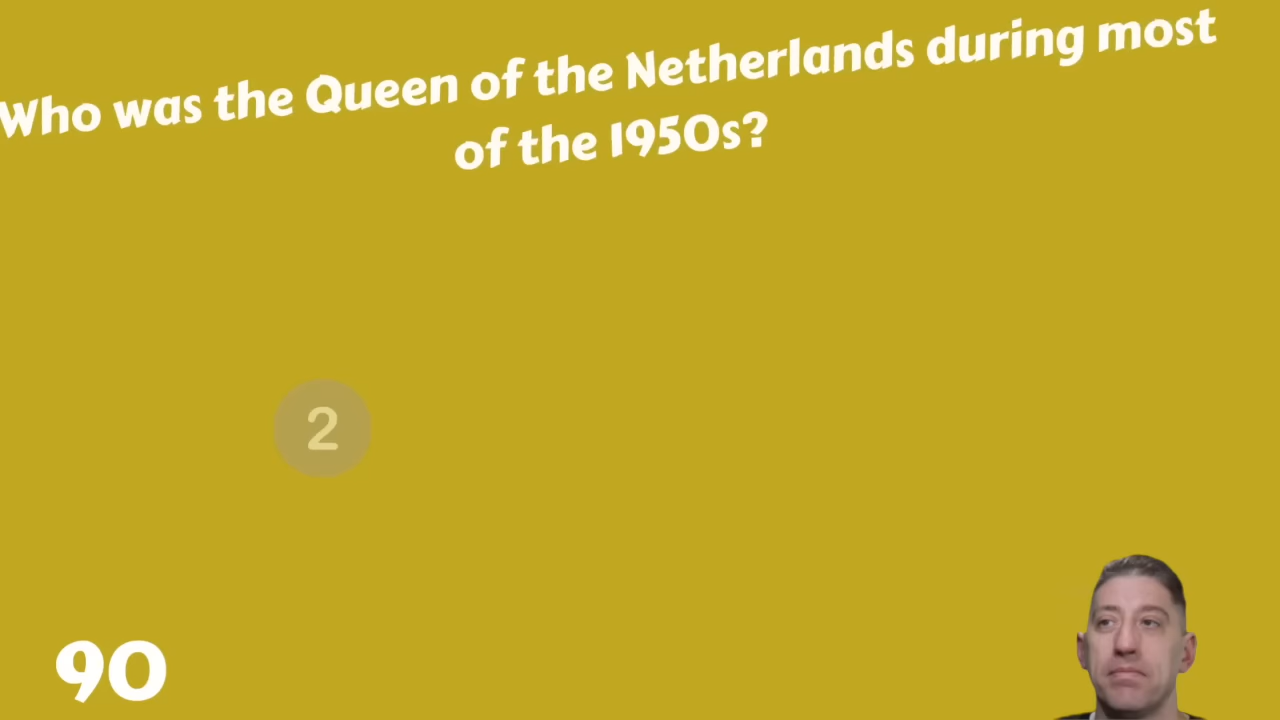 Who was the Queen of the Netherlands during most
of the 1950s?
2
90